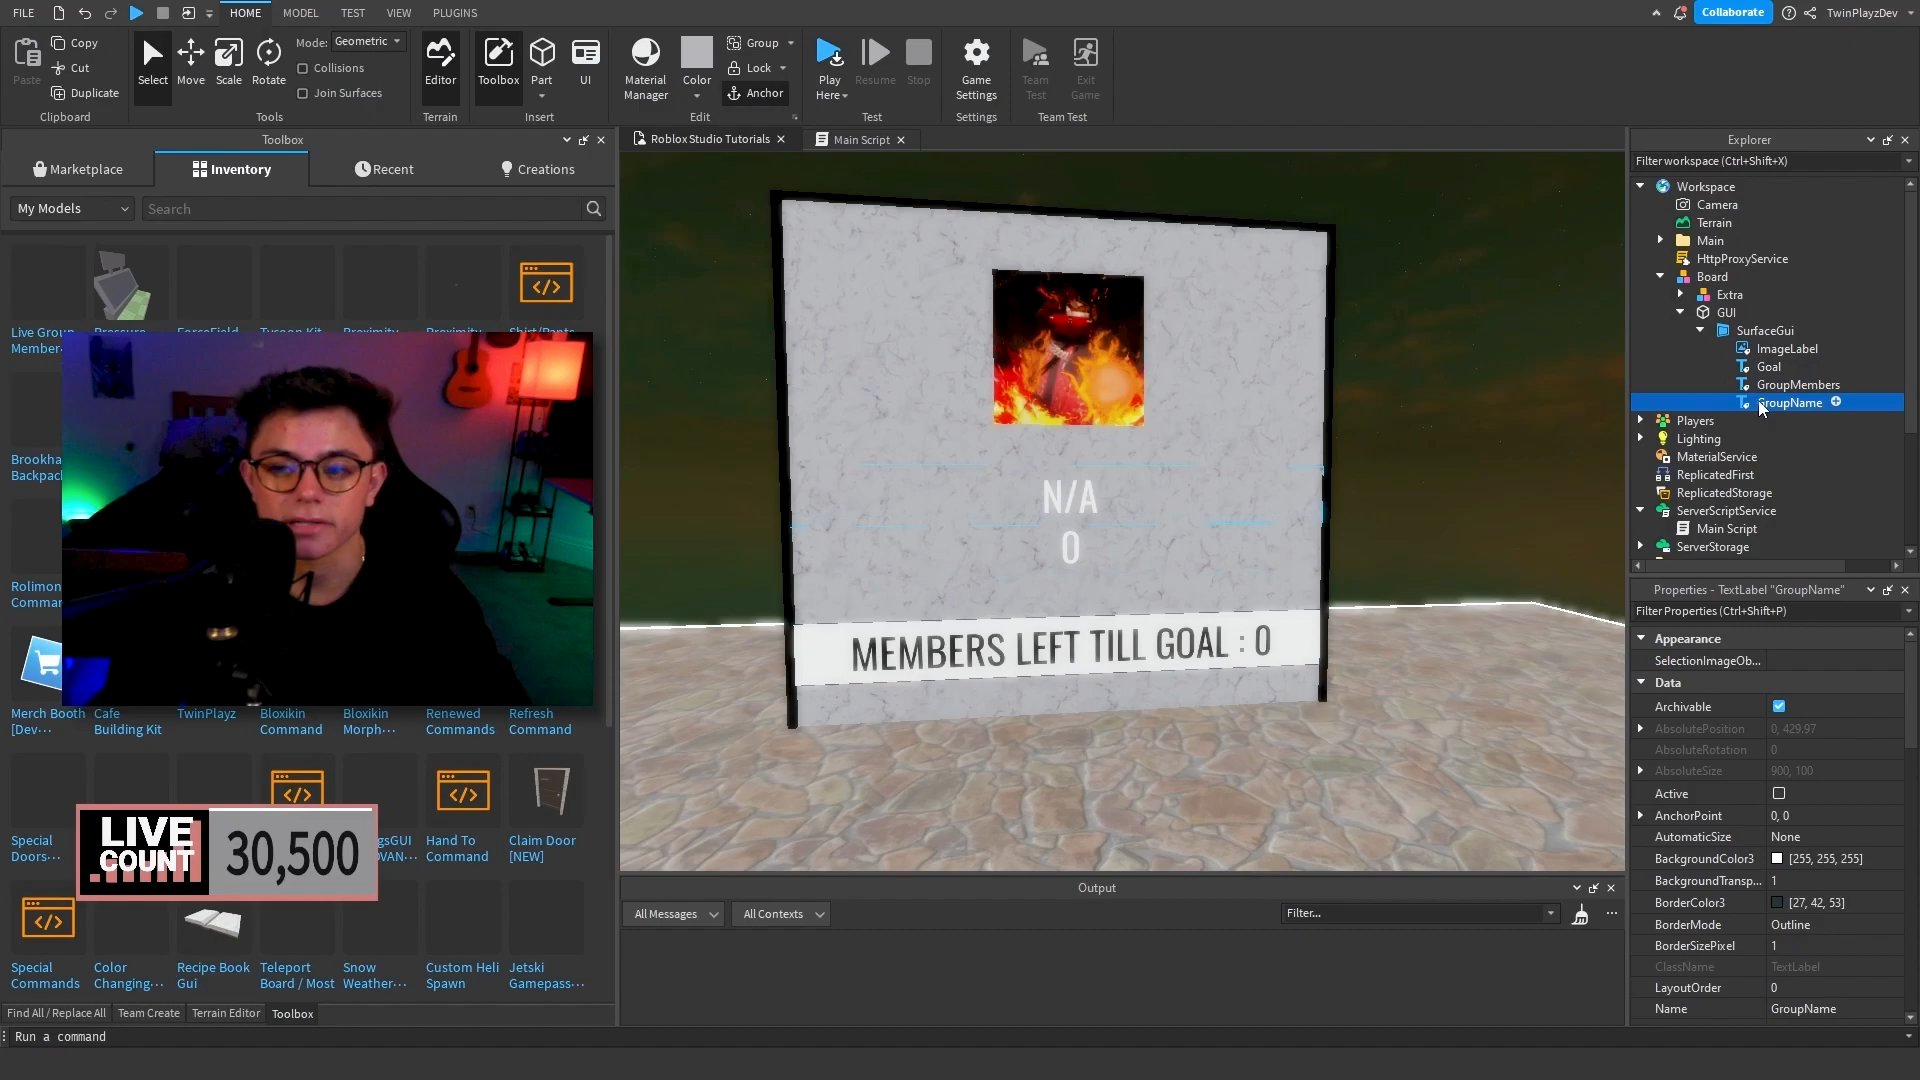 FILE
HOME
MODEL
TEST
VIEW
PLUGINS
Collaborate
TwinPlayzDev
Paste
Copy
Cut
Duplicate
Clipboard
Select
Move
Scale
Rotate
Mode:
Geometric
Collisions
Join Surfaces
Tools
Editor
Terrain
Toolbox
Part
UI
Insert
Material
Manager
Color
Group
Lock
Anchor
Edit
Play
Here
Resume
Stop
Test
Game
Settings
Settings
Team
Test
Exit
Game
Team Test
Toolbox
Marketplace
Inventory
Recent
Creations
My Models
Search
Live Group
Member
Brookha
Backpac
Rolimon
Comma
Merch Booth
[Dev···
Cafe
Building Kit
TwinPlayz
Bloxikin
Command
Bloxikin
Morph···
Renewed
Commands
Refresh
Command
Special
Doors···
Hand To
Command
Claim Door
[NEW]
LIVE
COUNT
30,500
Special
Commands
Color
Changing···
Recipe Book
Gui
Teleport
Board / Most
Snow
Weather···
Custom Heli
Spawn
Jetski
Gamepass···
Find All / Replace All
Team Create
Terrain Editor
Toolbox
Run a command
Roblox Studio Tutorials
Main Script
N/A
0
MEMBERS LEFT TILL GOAL : 0
Output
All Messages
All Contexts
Filter...
Explorer
Filter workspace (Ctrl+Shift+X)
Workspace
Camera
Terrain
Main
HttpProxyService
Board
Extra
GUI
SurfaceGui
ImageLabel
Goal
GroupMembers
GroupName
Players
Lighting
MaterialService
ReplicatedFirst
ReplicatedStorage
ServerScriptService
Main Script
ServerStorage
Properties - TextLabel "GroupName"
Filter Properties (Ctrl+Shift+P)
Appearance
SelectionImageOb...
Data
Archivable
AbsolutePosition 0, 429.97
AbsoluteRotation 0
AbsoluteSize 900, 100
Active
AnchorPoint 0, 0
AutomaticSize None
BackgroundColor3 [255, 255, 255]
BackgroundTransp... 1
BorderColor3 [27, 42, 53]
BorderMode Outline
BorderSizePixel 1
ClassName TextLabel
LayoutOrder 0
Name GroupName